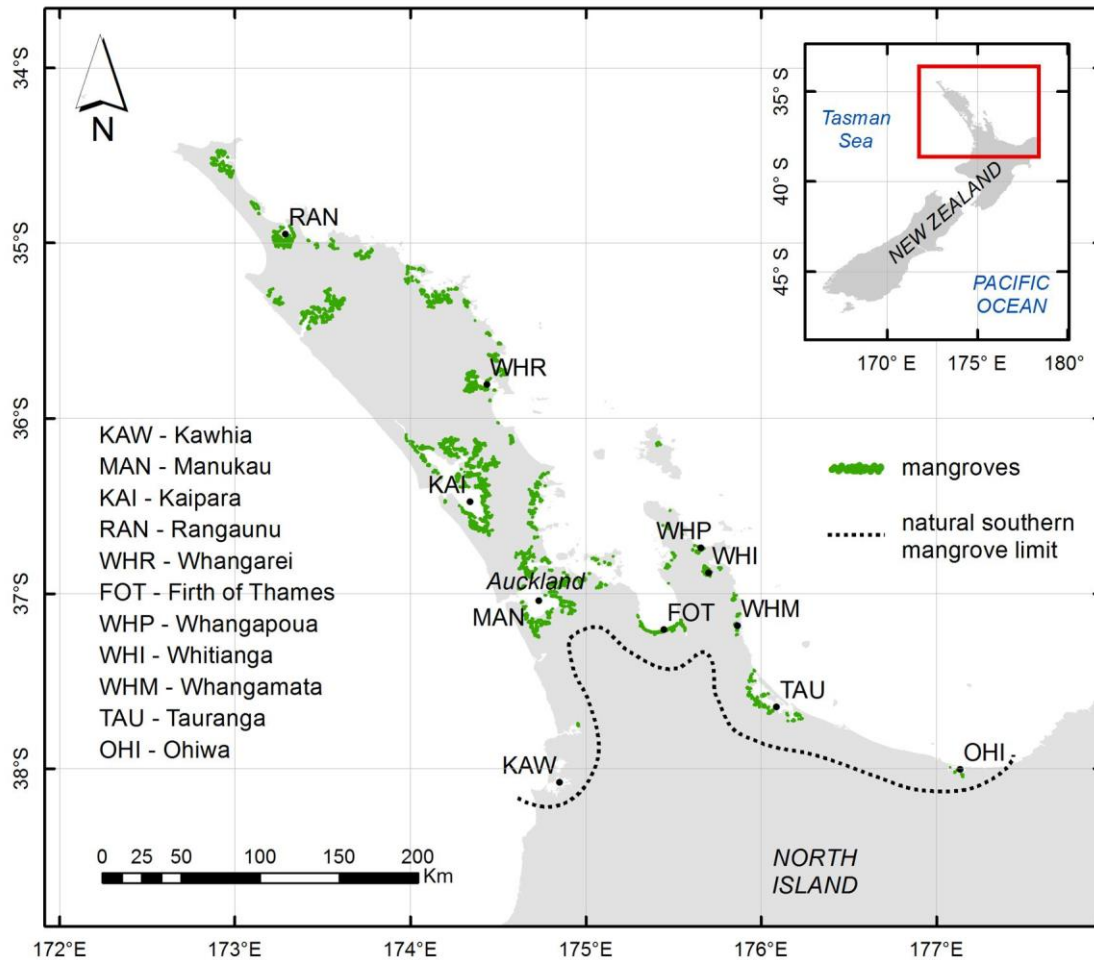 34°S
35°S
36°S
37°S
38°S
172°E
173°E
174°E
175°E
176°E
177°E
N
RAN
WHR
KAI
Auckland
MAN
WHP
WHI
FOT
WHM
TAU
KAW
OHI
NORTH
ISLAND
KAW - Kawhia
MAN - Manukau
KAI - Kaipara
RAN - Rangaunu
WHR - Whangarei
FOT - Firth of Thames
WHP - Whangapoua
WHI - Whitianga
WHM - Whangamata
TAU - Tauranga
OHI - Ohiwa
mangroves
natural southern
mangrove limit
0 25 50 100 150 200
Km
35° S
40° S
45° S
170° E
175° E
180°
Tasman
Sea
NEW ZEALAND
PACIFIC
OCEAN